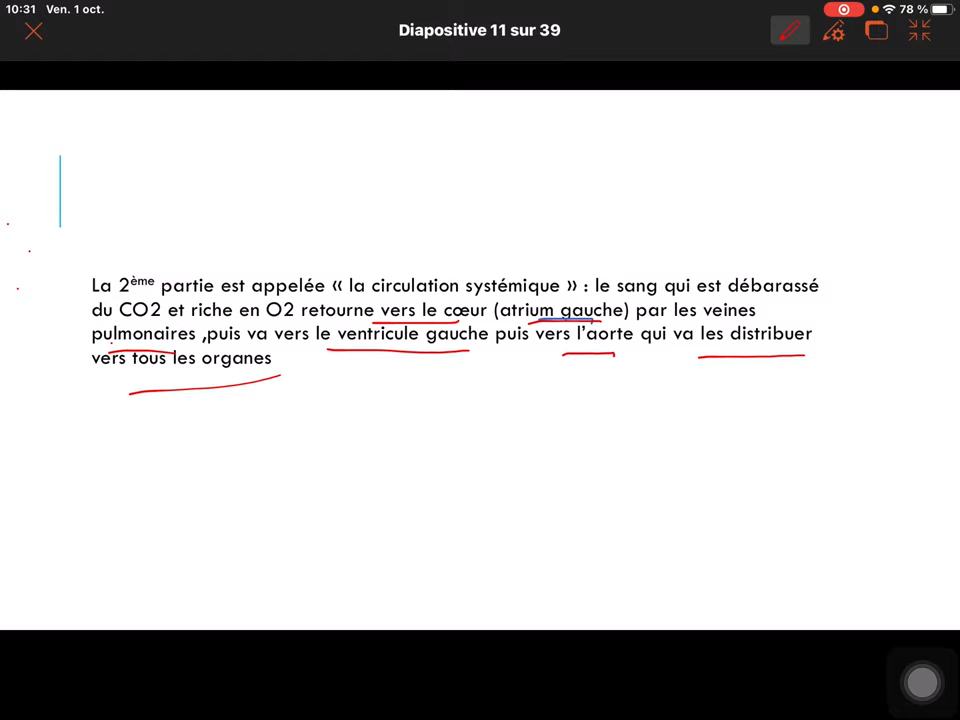 10:31 Ven. 1 oct. 78 %
Diapositive 11 sur 39
La 2ème partie est appelée « la circulation systémique » : le sang qui est débarassé
du CO2 et riche en O2 retourne vers le cœur (atrium gauche) par les veines
pulmonaires ,puis va vers le ventricule gauche puis vers l'aorte qui va les distribuer
vers tous les organes